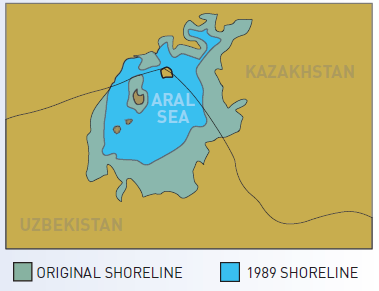 KAZAKHSTAN
ARAL
SEA
UZBEKISTAN
ORIGINAL SHORELINE
1989 SHORELINE